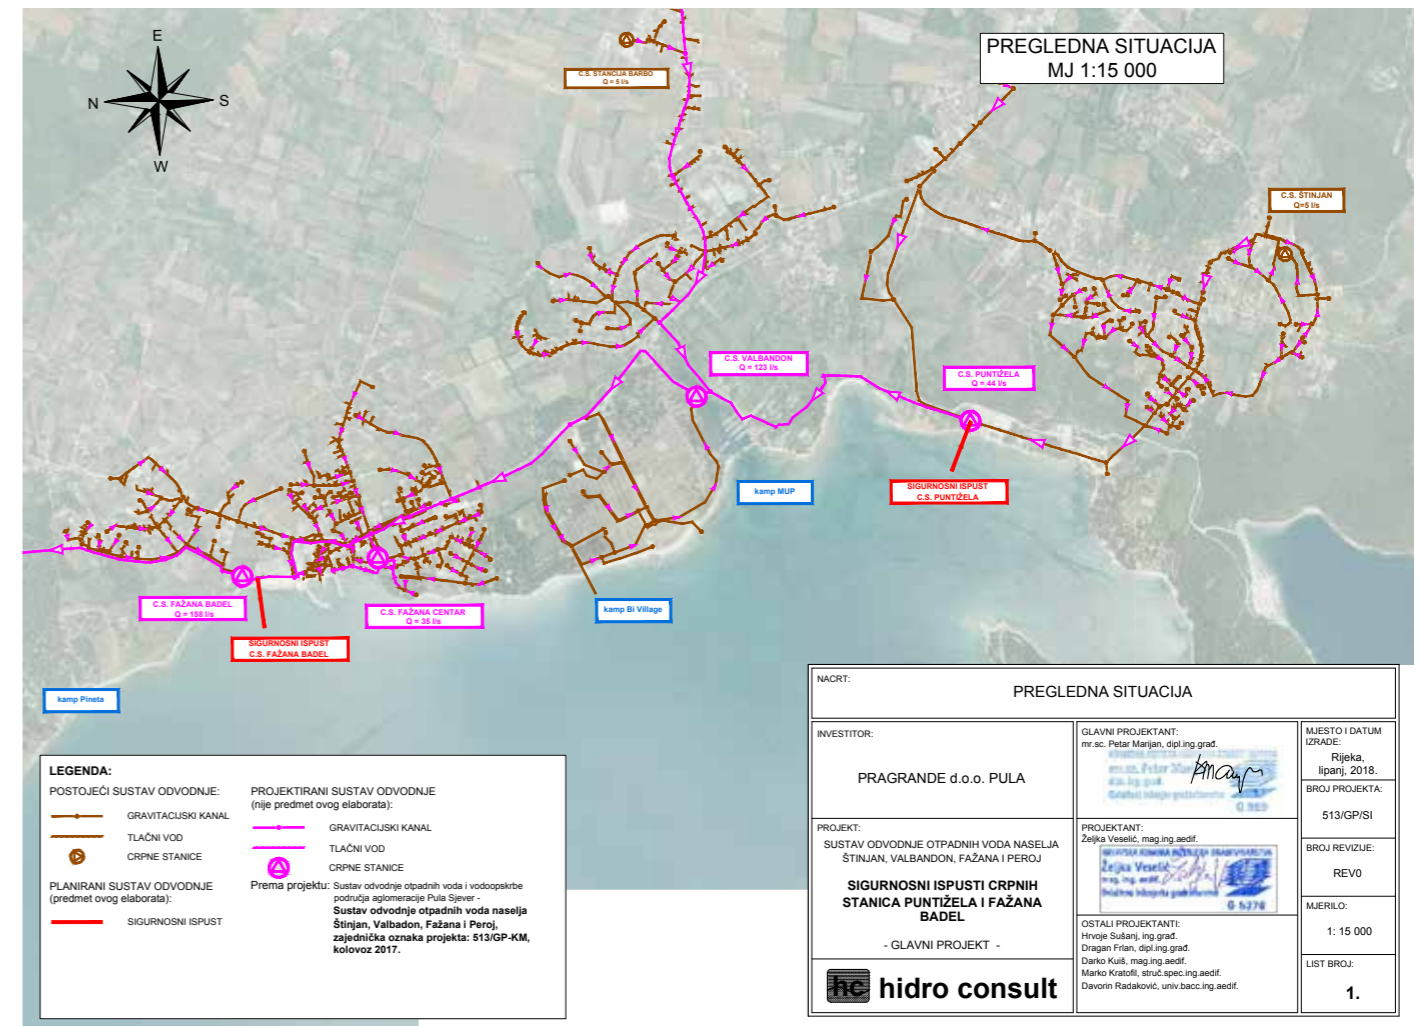 E
N
S
W
PREGLEDNA SITUACIJA
MJ 1:15 000
C.S. STANCIJA BARBO
Q = 5 l/s
C.S. ŠTINJAN
Q=5 l/s
C.S. VALBANDON
Q = 123 l/s
C.S. PUNTIŽELA
Q = 44 l/s
kamp MUP
SIGURNOSNI ISPUST
C.S. PUNTIŽELA
C.S. FAŽANA BADEL
Q = 158 l/s
C.S. FAŽANA CENTAR
Q = 35 l/s
kamp Bi Village
SIGURNOSNI ISPUST
C.S. FAŽANA BADEL
kamp Pineta
LEGENDA:
POSTOJEĆI SUSTAV ODVODNJE:
GRAVITACIJSKI KANAL
TLAČNI VOD
CRPNE STANICE
PLANIRANI SUSTAV ODVODNJE
(predmet ovog elaborata):
SIGURNOSNI ISPUST
PROJEKTIRANI SUSTAV ODVODNJE
(nije predmet ovog elaborata):
GRAVITACIJSKI KANAL
TLAČNI VOD
CRPNE STANICE
Prema projektu: Sustav odvodnje otpadnih voda i vodoopskrbe
područja aglomeracije Pula Sjever -
Sustav odvodnje otpadnih voda naselja
Štinjan, Valbadon, Fažana i Peroj,
zajednička oznaka projekta: 513/GP-KM,
kolovoz 2017.
NACRT:
PREGLEDNA SITUACIJA
INVESTITOR:
PRAGRANDE d.o.o. PULA
PROJEKT:
SUSTAV ODVODNJE OTPADNIH VODA NASELJA
ŠTINJAN, VALBANDON, FAŽANA I PEROJ
SIGURNOSNI ISPUSTI CRPNIH
STANICA PUNTIŽELA I FAŽANA
BADEL
- GLAVNI PROJEKT -
hc hidro consult
GLAVNI PROJEKTANT:
mr.sc. Petar Marijan, dipl.ing.građ.
PROJEKTANT:
Željka Veselić, mag.ing.aedif.
Željka Veselić
mag. ing. aedif.
G 5270
OSTALI PROJEKTANTI:
Hrvoje Sušanj, ing.građ.
Dragan Frlan, dipl.ing.građ.
Darko Kuiš, mag.ing.aedif.
Marko Kratofil, struč.spec.ing.aedif.
Davorin Radaković, univ.bacc.ing.aedif.
MJESTO I DATUM
IZRADE:
Rijeka,
lipanj, 2018.
BROJ PROJEKTA:
513/GP/SI
BROJ REVIZIJE:
REV0
MJERILO:
1: 15 000
LIST BROJ:
1.